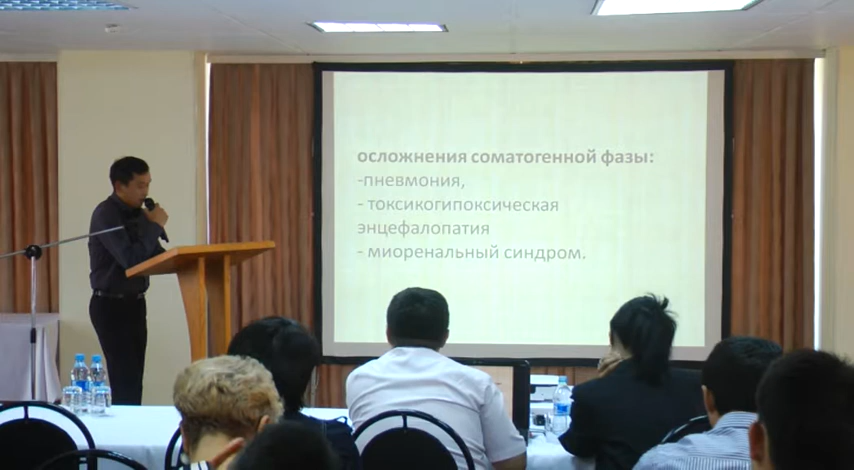 осложнения соматогенной фазы:
-пневмония,
- токсикогипоксическая
энцефалопатия
- миоренальный синдром.